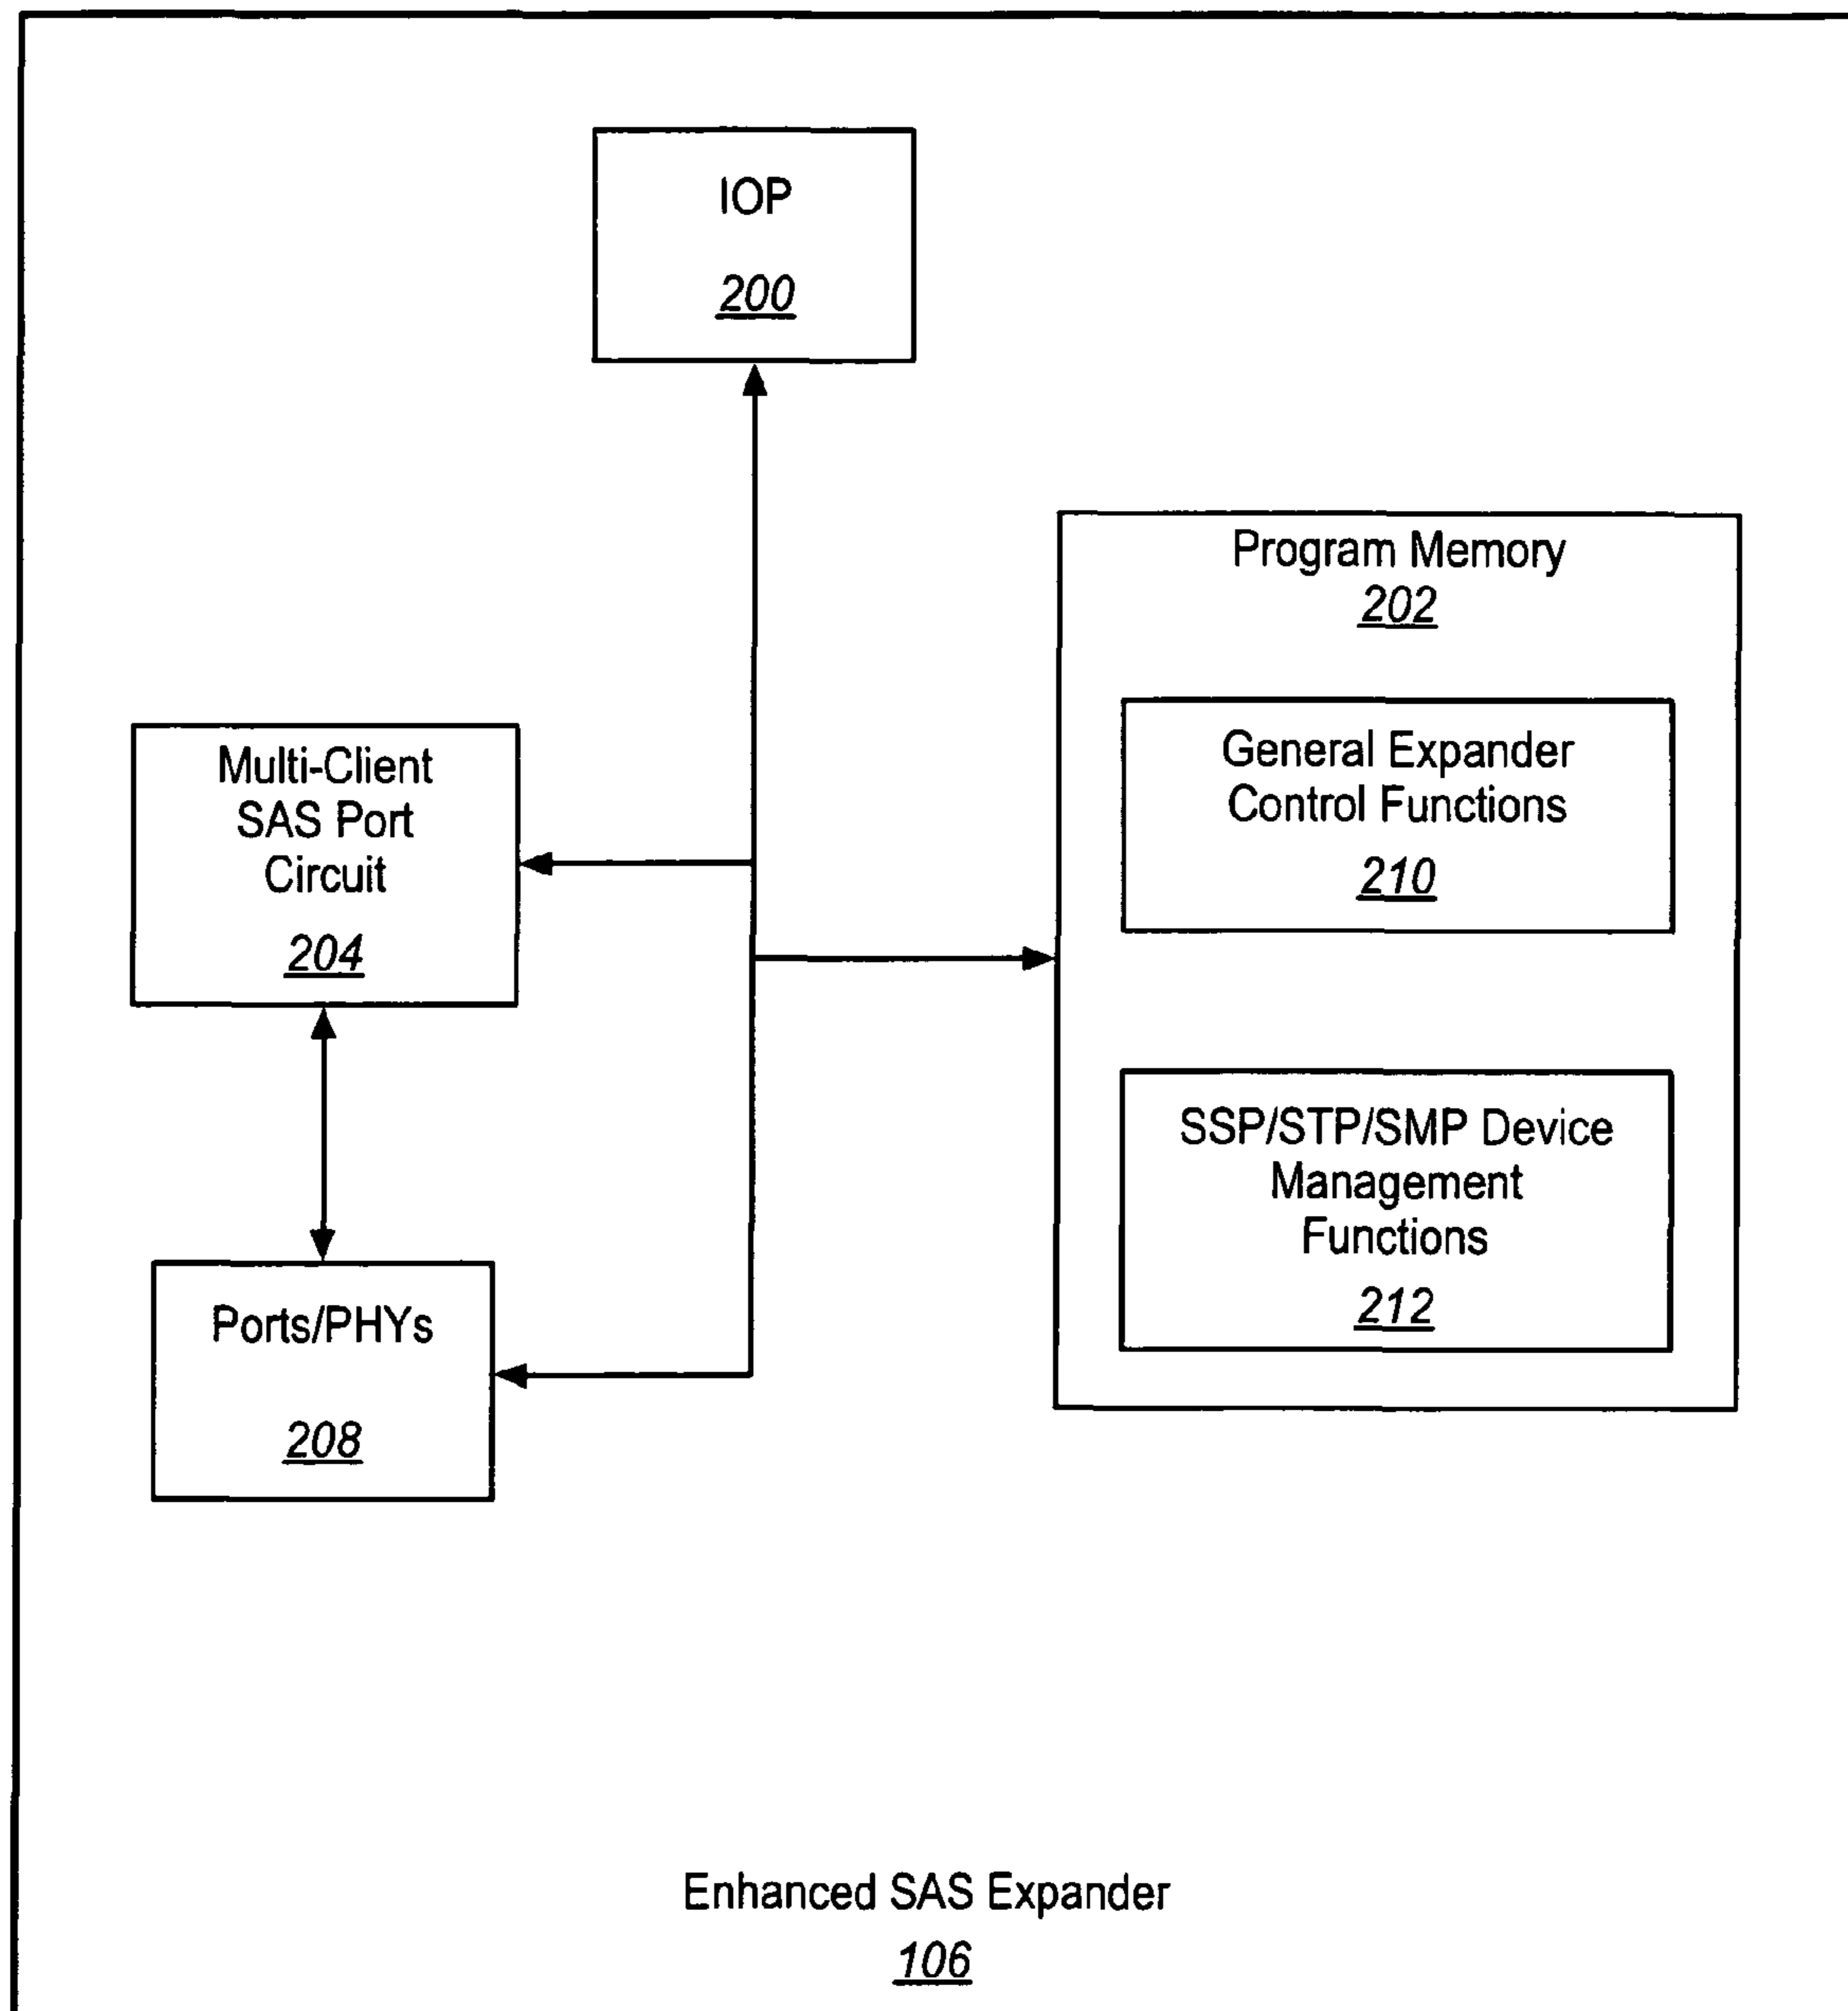 IOP
200
Program Memory
202
General Expander
Control Functions
210
Multi-Client
SAS Port
Circuit
204
SSP/STP/SMP Device
Management
Functions
212
Ports/PHYs
208
Enhanced SAS Expander
106